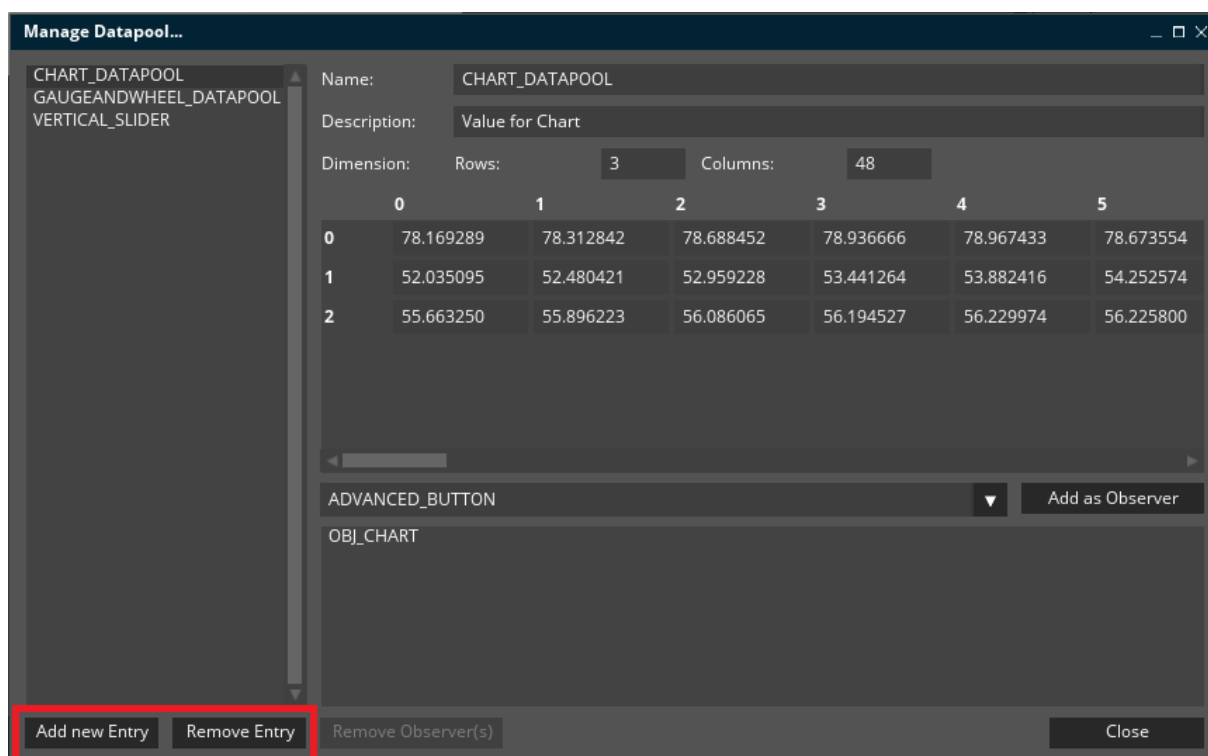 Manage Datapool...
CHART_DATAPOOL
GAUGEANDWHEEL_DATAPOOL
VERTICAL_SLIDER
Name: CHART_DATAPOOL
Description: Value for Chart
Dimension: Rows: 3 Columns: 48
0 1 2 3 4 5
0 78.169289 78.312842 78.688452 78.936666 78.967433 78.673554
1 52.035095 52.480421 52.959228 53.441264 53.882416 54.252574
2 55.663250 55.896223 56.086065 56.194527 56.229974 56.225800
ADVANCED_BUTTON Add as Observer
OBJ_CHART
Add new Entry Remove Entry Remove Observer(s) Close